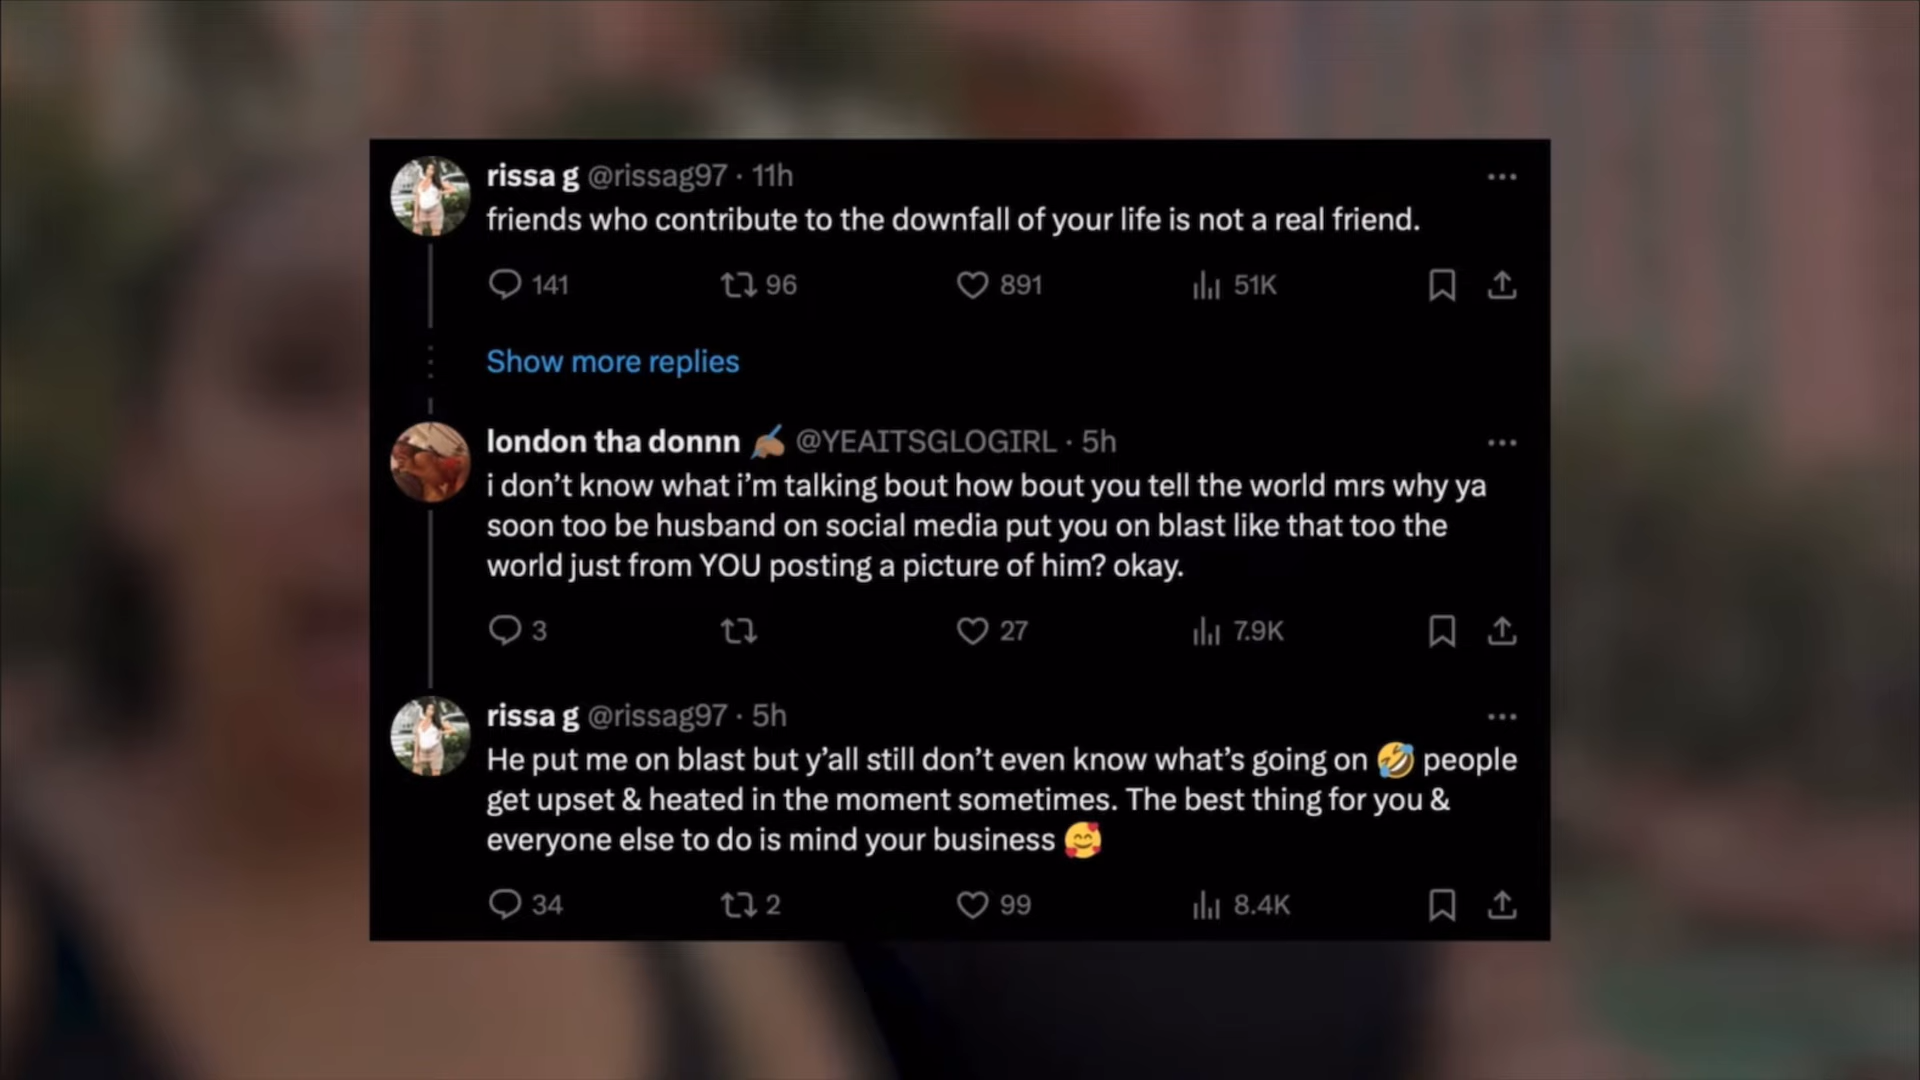 rissa g @rissag97 · 11h
friends who contribute to the downfall of your life is not a real friend.
141 96 891 51K
Show more replies
london tha donnn ✍🏽 @YEAITSGLOGIRL · 5h
i don’t know what i’m talking bout how bout you tell the world mrs why ya
soon too be husband on social media put you on blast like that too the
world just from YOU posting a picture of him? okay.
3 27 7.9K
rissa g @rissag97 · 5h
He put me on blast but y’all still don’t even know what’s going on 🤣 people
get upset & heated in the moment sometimes. The best thing for you &
everyone else to do is mind your business 🥰
34 2 99 8.4K